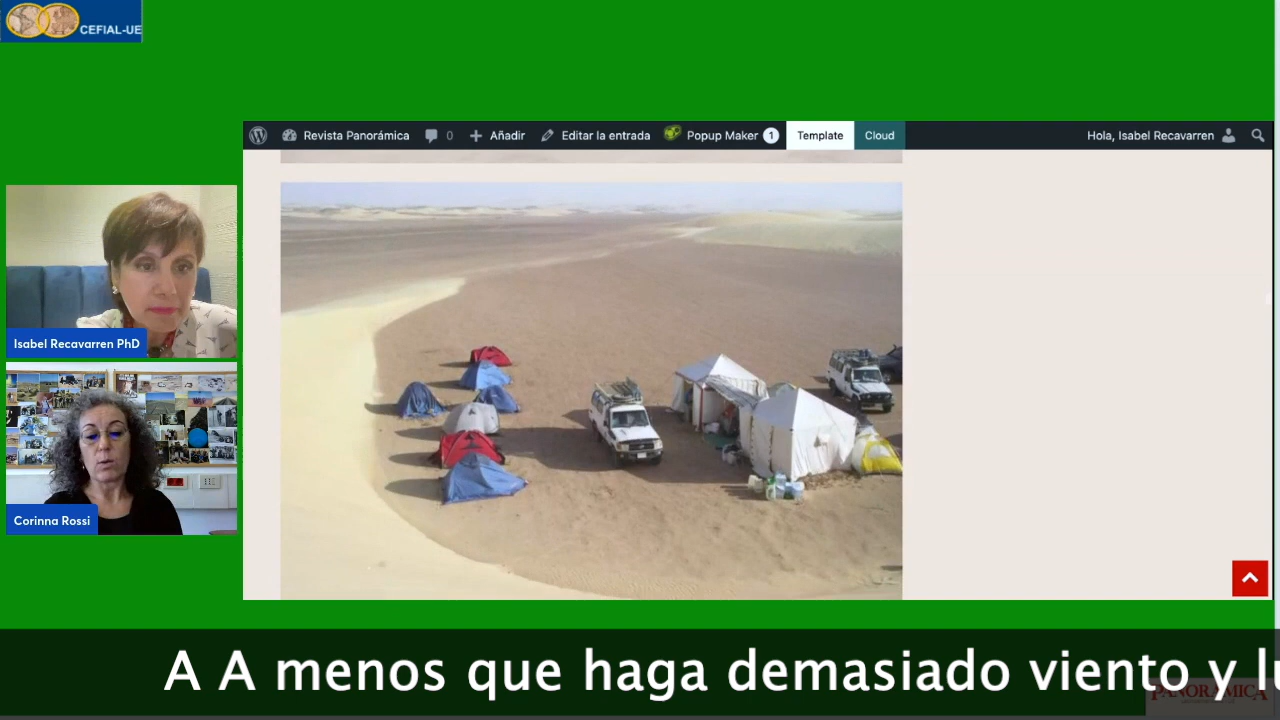 CEFIAL-UE
Revista Panorámica 0 Añadir Editar la entrada Popup Maker 1 Template Cloud Hola, Isabel Recavarren
Isabel Recavarren PhD
Corinna Rossi
A A menos que haga demasiado viento y
PANORAMICA